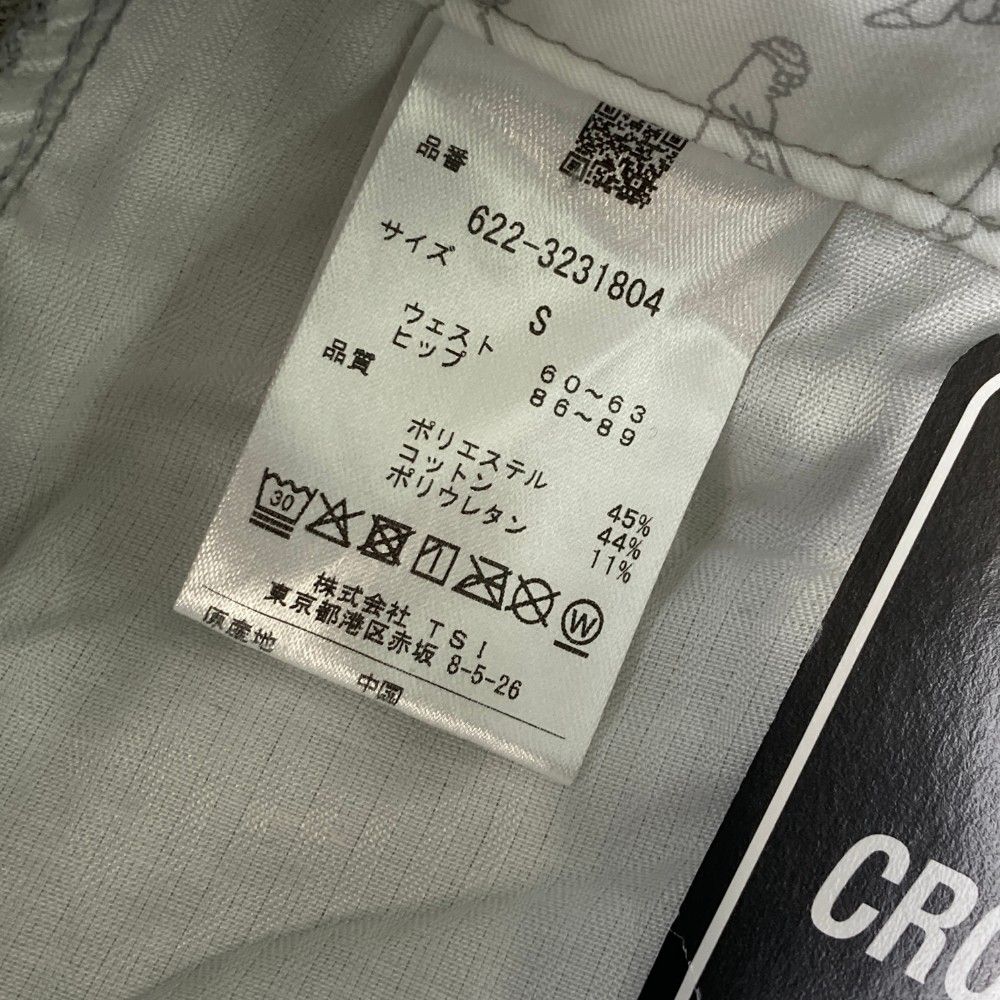 品番
622-3231804
サイズ
S
ウェスト 60~63
ヒップ 86~89
品質
ポリエステル 45%
コットン 44%
ポリウレタン 11%
30
W
株式会社 TSI
東京都港区赤坂 8-5-26
原産地 中国
CRO